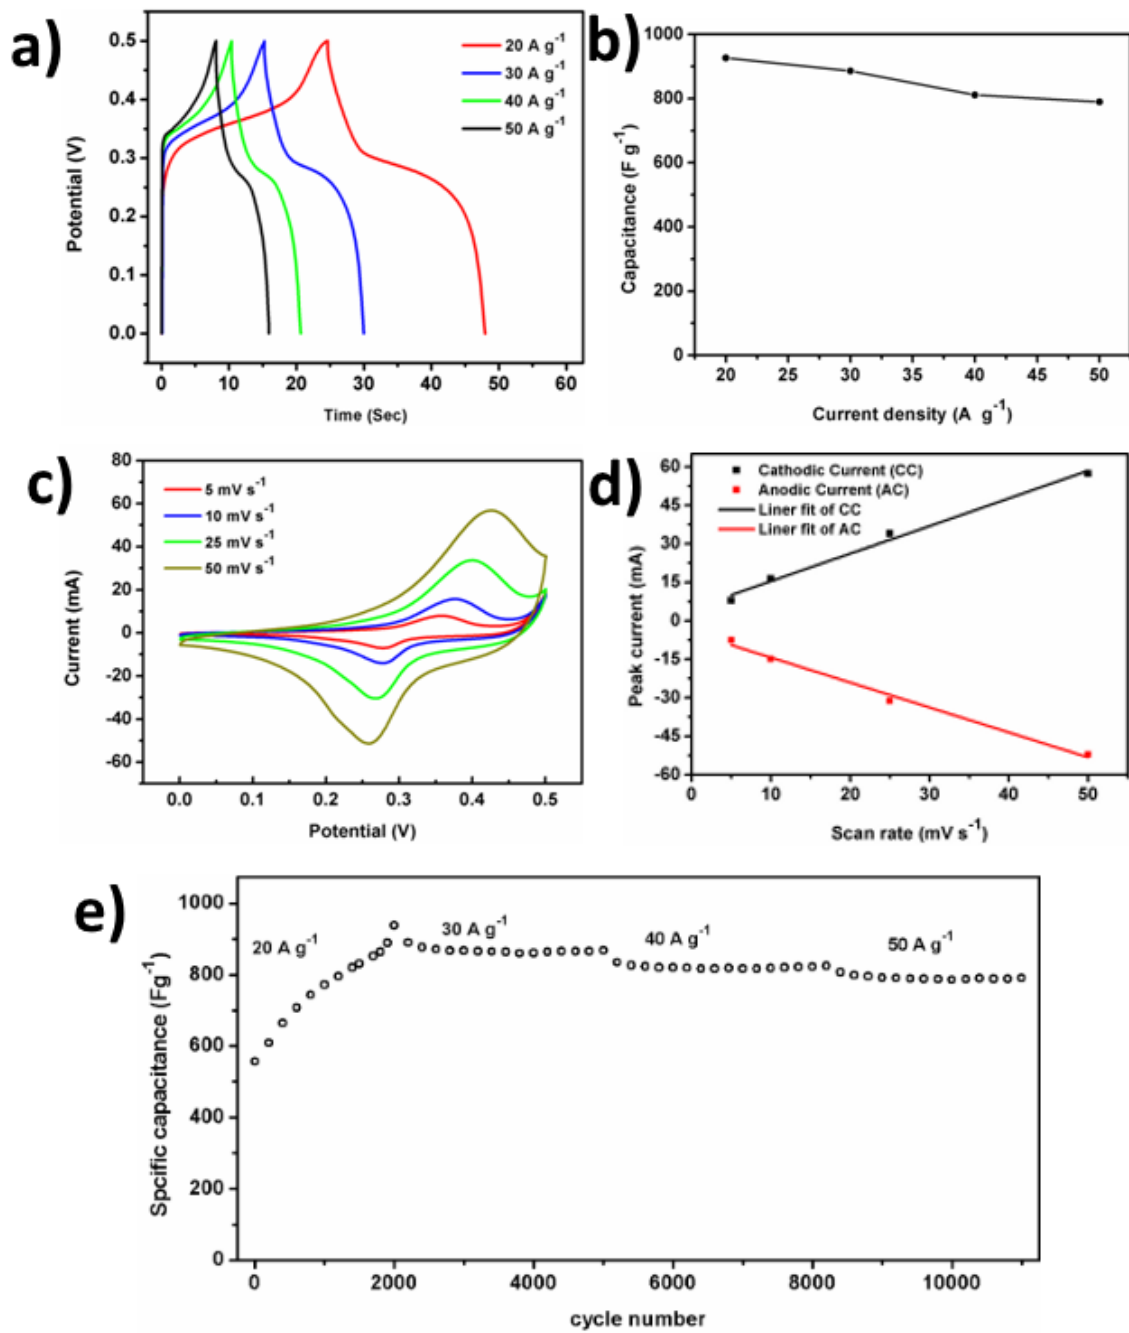 a)
0.5
0.4
0.3
0.2
0.1
0.0
Potential (V)
20 A g⁻¹
30 A g⁻¹
40 A g⁻¹
50 A g⁻¹
0 10 20 30 40 50 60
Time (Sec)
b)
1000
800
600
400
200
0
Capacitance (F g⁻¹)
20 25 30 35 40 45 50
Current density (A g⁻¹)
c)
80
60
40
20
0
-20
-40
-60
Current (mA)
5 mV s⁻¹
10 mV s⁻¹
25 mV s⁻¹
50 mV s⁻¹
0.0 0.1 0.2 0.3 0.4 0.5
Potential (V)
d)
60
45
30
15
0
-15
-30
-45
-60
Peak current (mA)
Cathodic Current (CC)
Anodic Current (AC)
Liner fit of CC
Liner fit of AC
10 20 30 40 50
Scan rate (mV s⁻¹)
e)
1000
800
600
400
200
0
Spcific capacitance (Fg⁻¹)
20 A g⁻¹
30 A g⁻¹
40 A g⁻¹
50 A g⁻¹
0 2000 4000 6000 8000 10000
cycle number